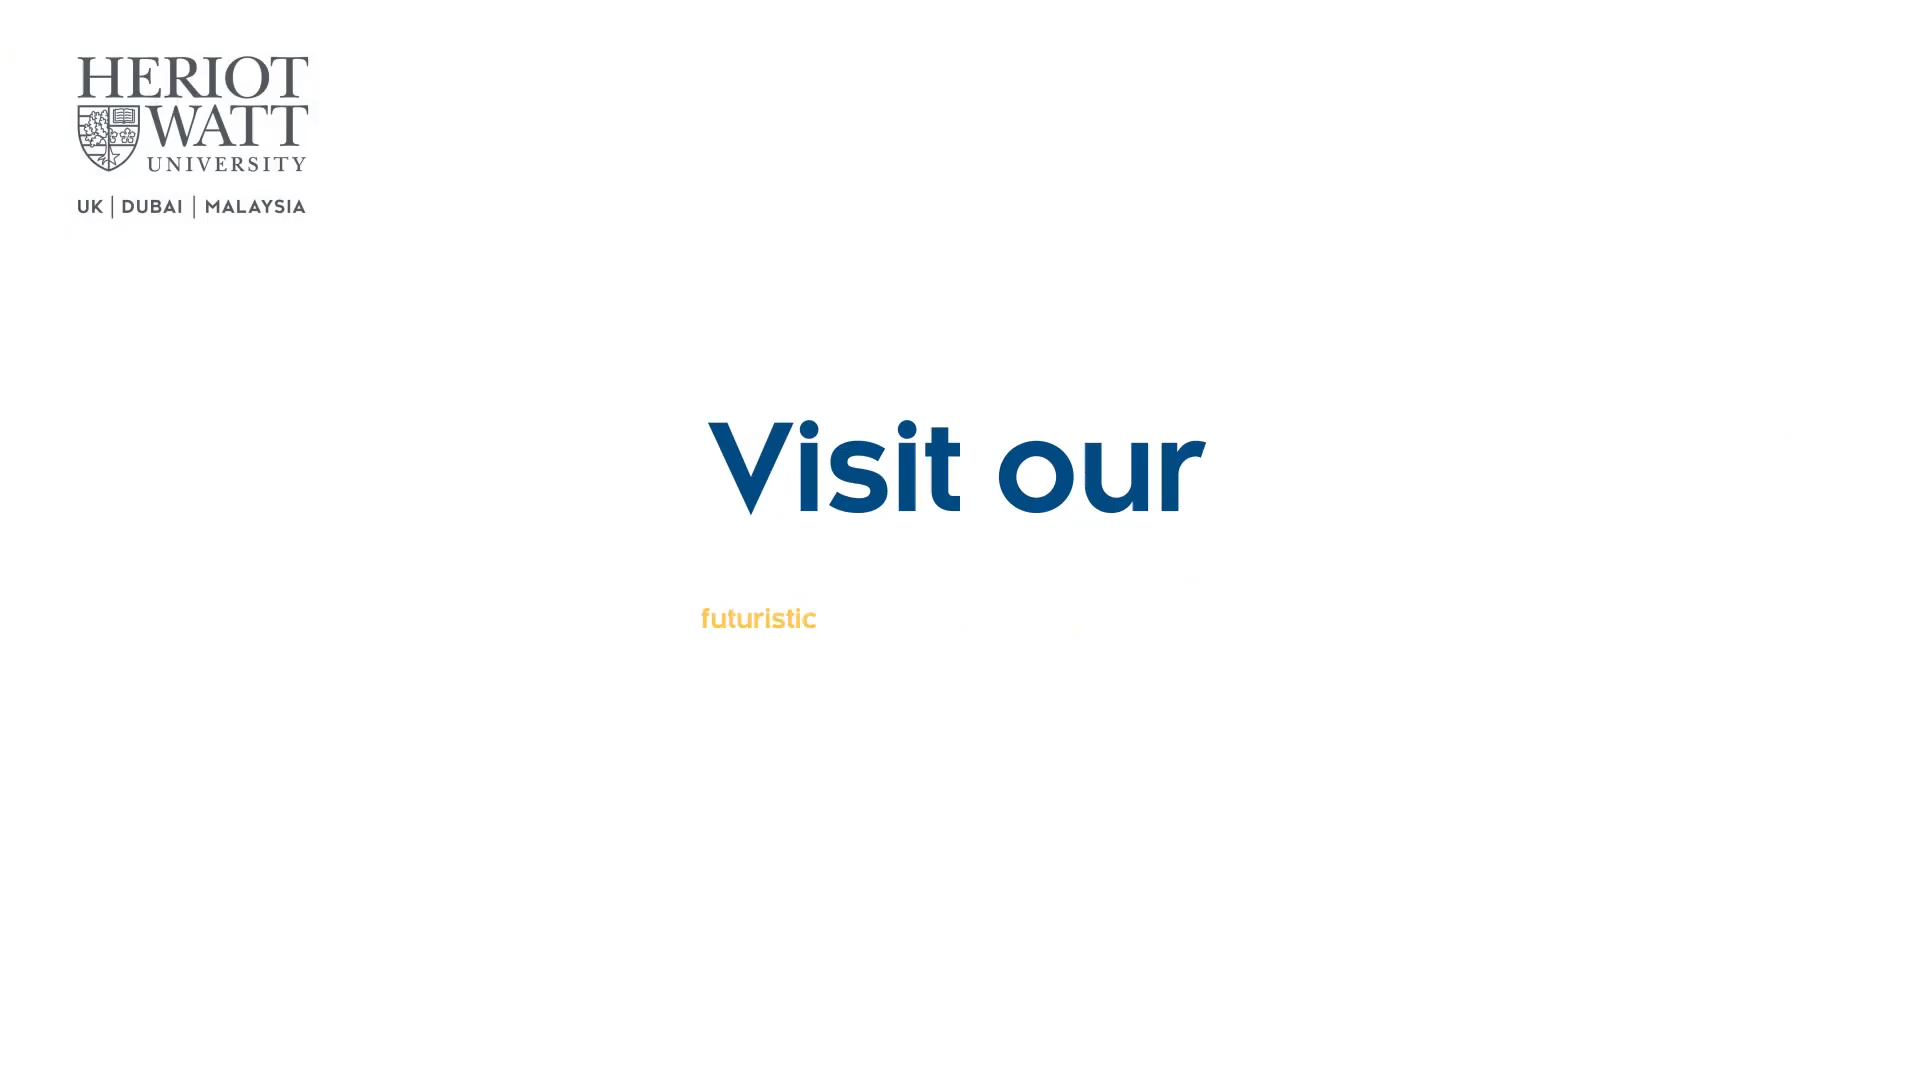 HERIOT
WATT
UNIVERSITY
UK | DUBAI | MALAYSIA
Visit our
futuristic